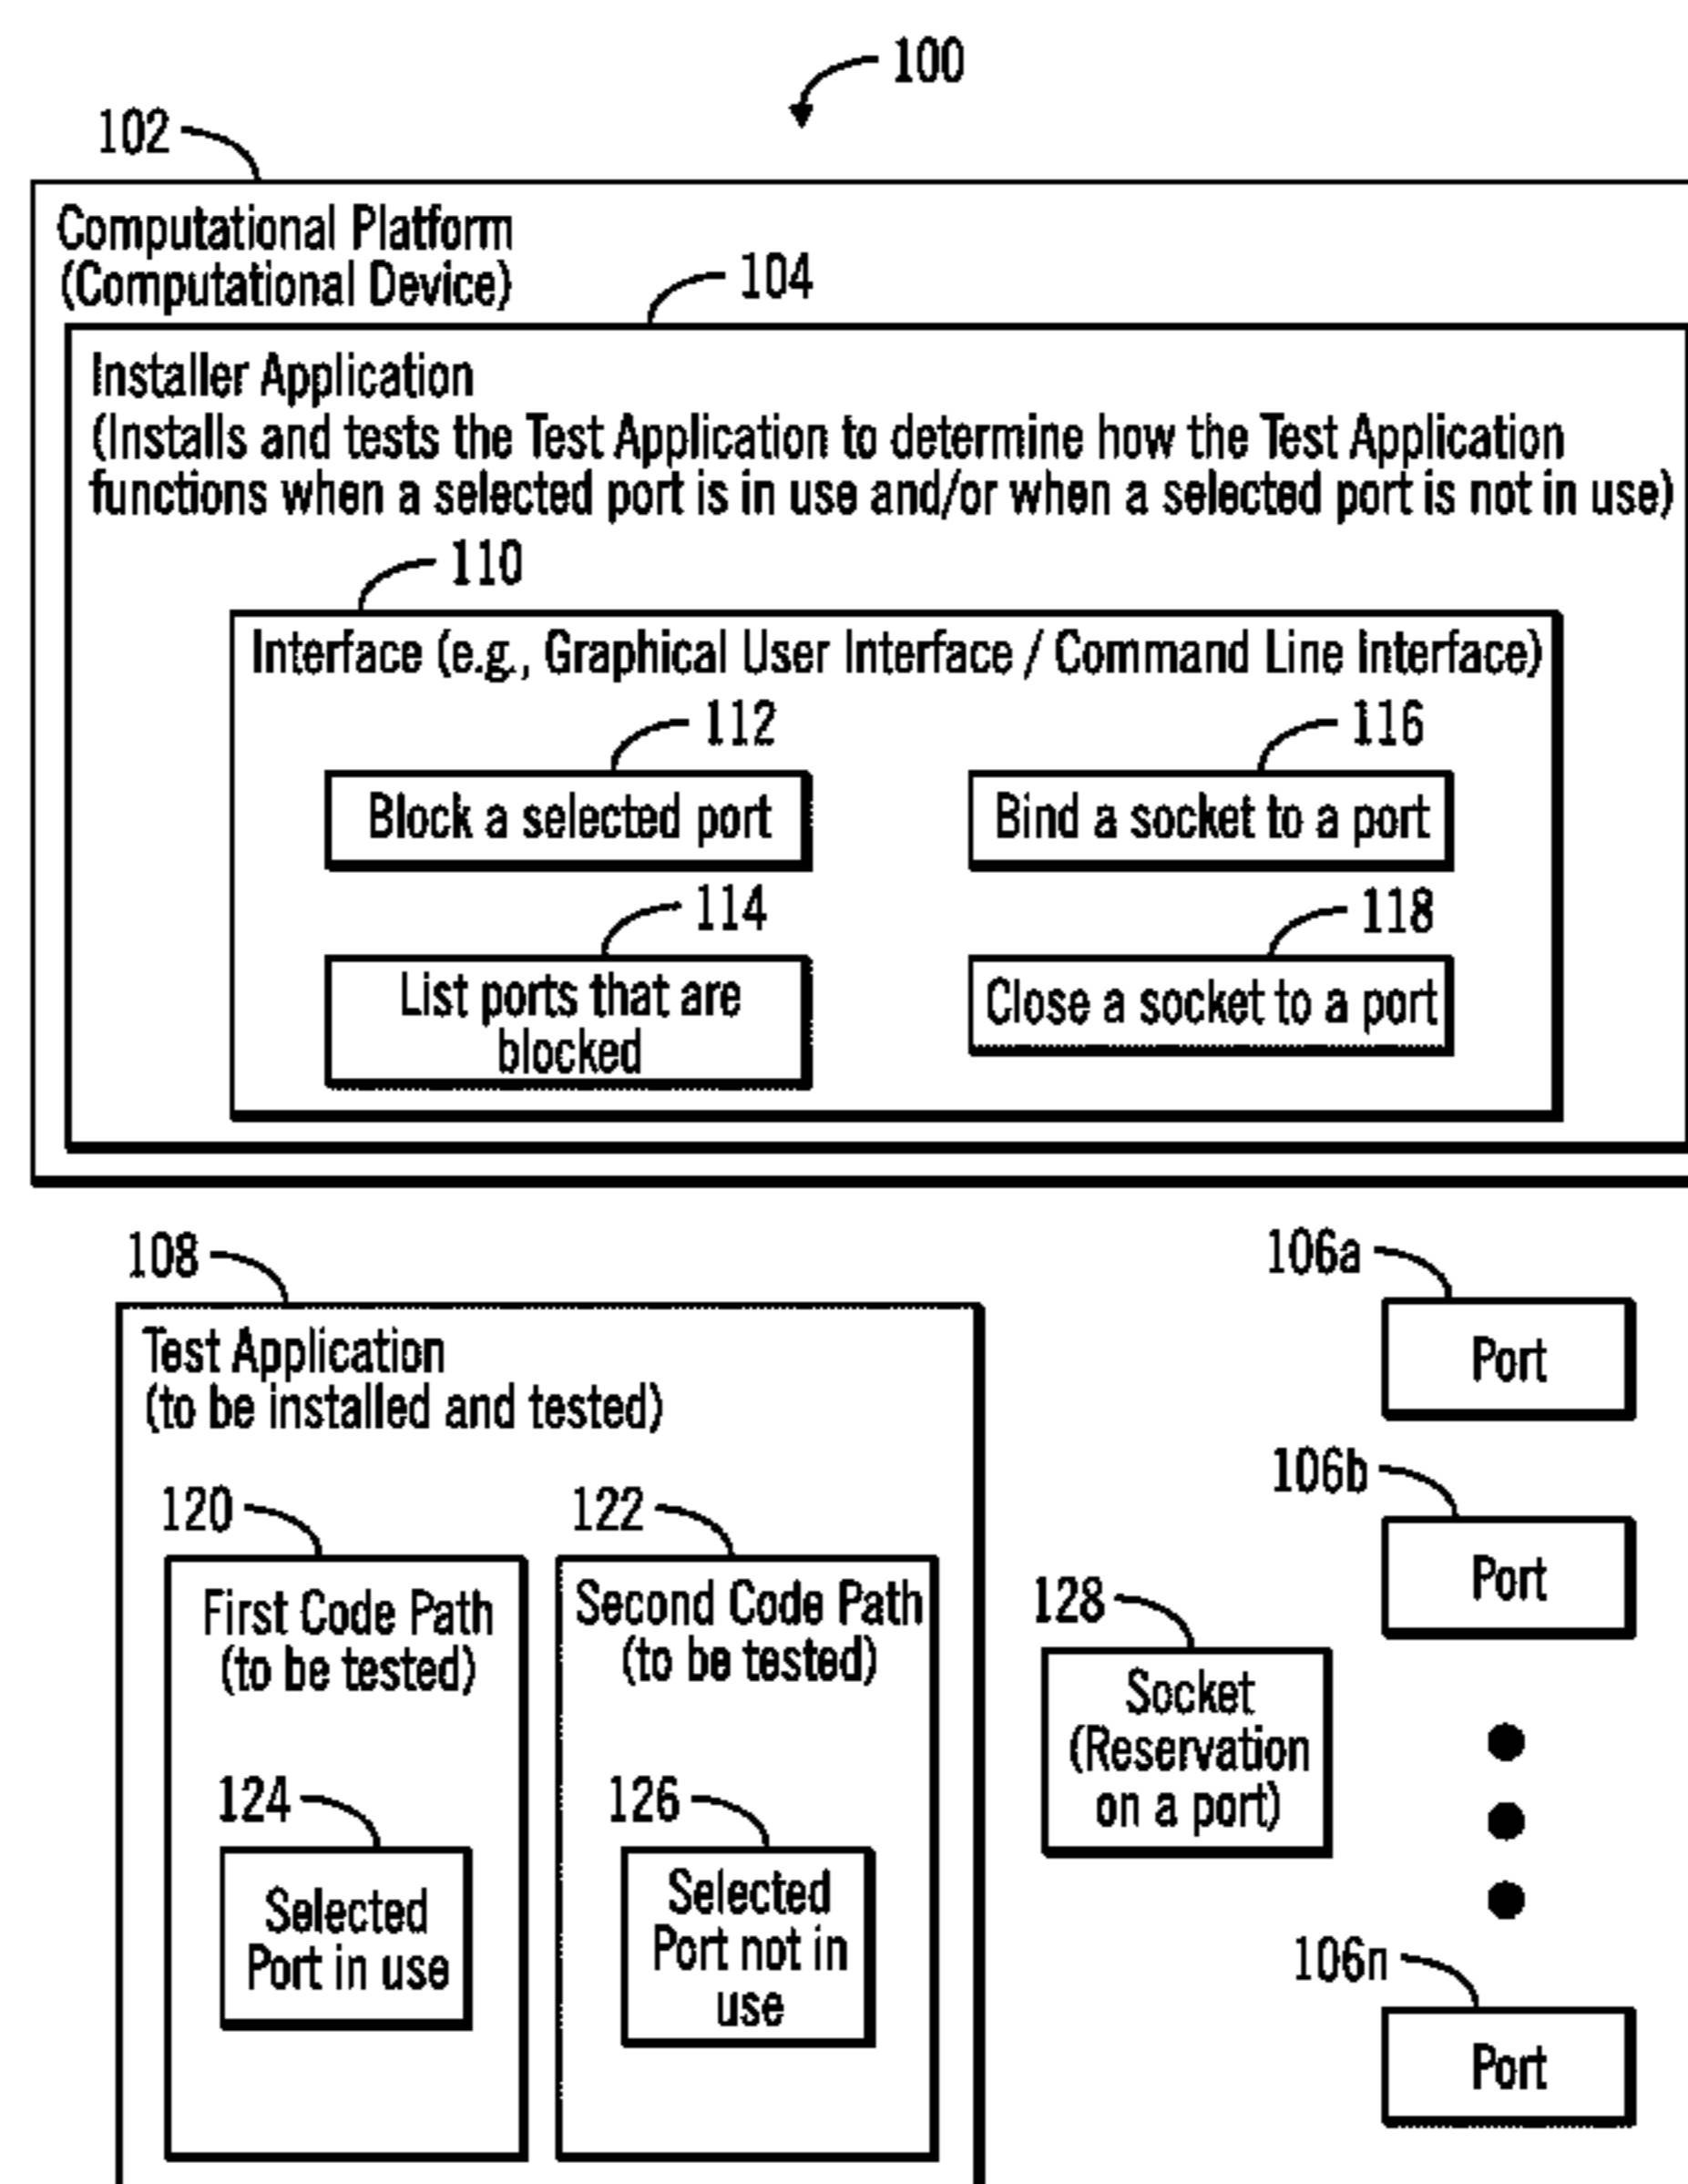 100
102
Computational Platform
(Computational Device)
104
Installer Application
(Installs and tests the Test Application to determine how the Test Application
functions when a selected port is in use and/or when a selected port is not in use)
110
Interface (e.g., Graphical User Interface / Command Line Interface)
112
116
Block a selected port
Bind a socket to a port
114
118
List ports that are
blocked
Close a socket to a port
108
Test Application
(to be installed and tested)
106a
Port
106b
Port
120
122
First Code Path
(to be tested)
Second Code Path
(to be tested)
128
Socket
(Reservation
on a port)
124
126
Selected
Port in use
Selected
Port not in
use
106n
Port